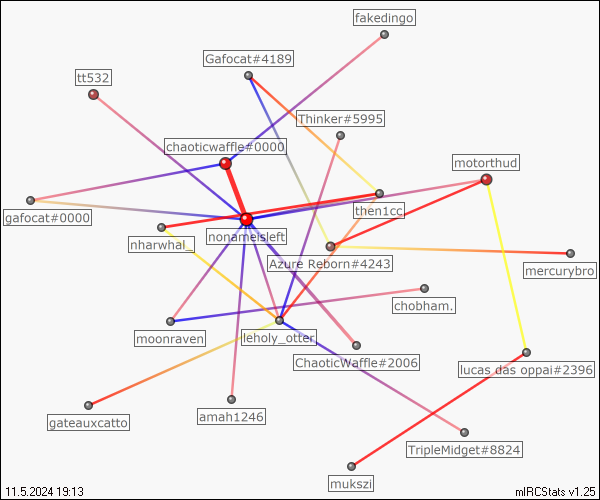 fakedingo
Gafocat#4189
tt532
Thinker#5995
chaoticwaffle#0000
motorthud
gafocat#0000
then1cc
nharwhal_
nonameisleft
Azure Reborn#4243
mercurybro
chobham.
moonraven
leholy_otter
ChaoticWaffle#2006
lucas das oppai#2396
amah1246
gateauxcatto
TripleMidget#8824
mukszi
11.5.2024 19:13
mIRCStats v1.25